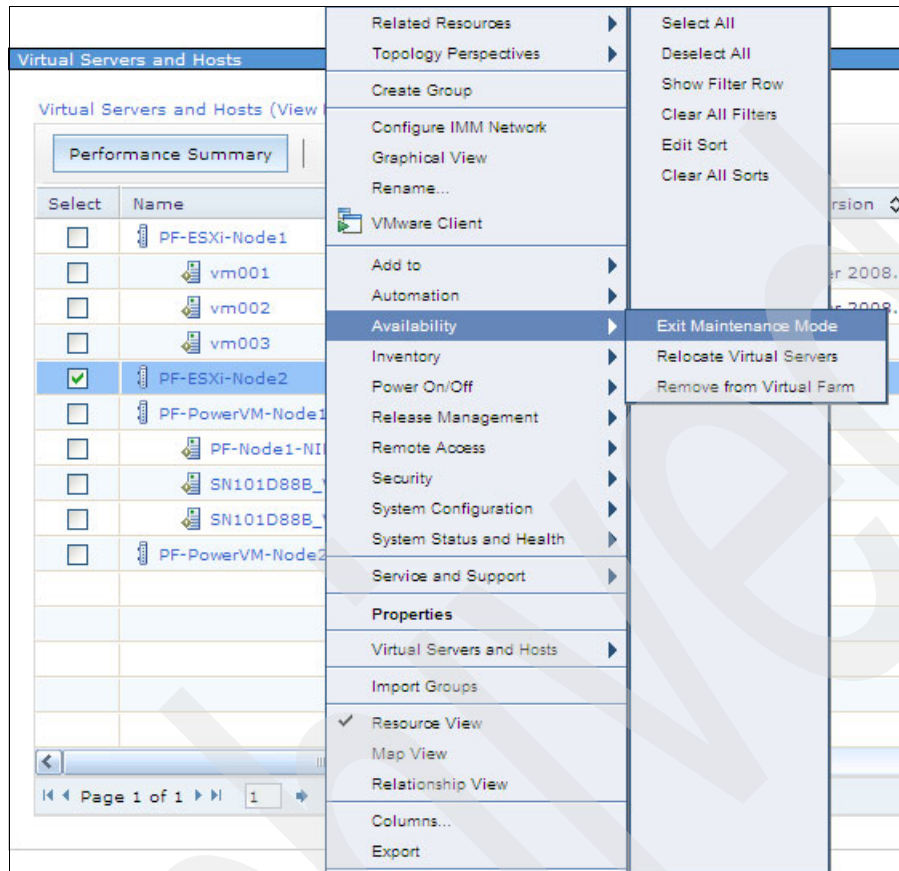 Virtual Servers and Hosts
Virtual Servers and Hosts (View
Performance Summary
Select Name
PF-ESXi-Node1
vm001
vm002
vm003
PF-ESXi-Node2
PF-PowerVM-Node1
PF-Node1-NI
SN101D88B_
SN101D88B_
PF-PowerVM-Node2
Page 1 of 1 1
Related Resources
Topology Perspectives
Create Group
Configure IMM Network
Graphical View
Rename...
VMware Client
Add to
Automation
Availability
Inventory
Power On/Off
Release Management
Remote Access
Security
System Configuration
System Status and Health
Service and Support
Properties
Virtual Servers and Hosts
Import Groups
Resource View
Map View
Relationship View
Columns...
Export
Select All
Deselect All
Show Filter Row
Clear All Filters
Edit Sort
Clear All Sorts
Exit Maintenance Mode
Relocate Virtual Servers
Remove from Virtual Farm
rsion
er 2008.
er 2008.